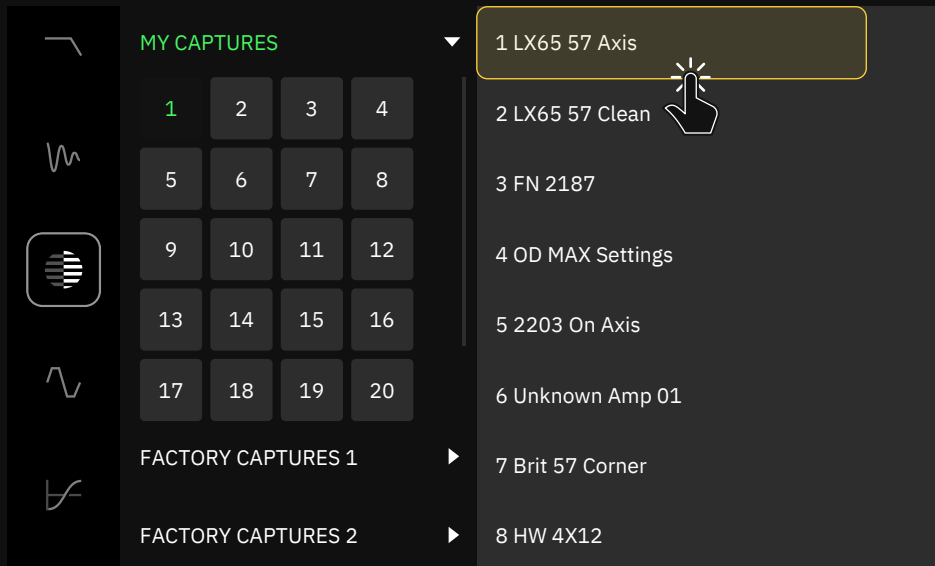 MY CAPTURES
1 2 3 4
5 6 7 8
9 10 11 12
13 14 15 16
17 18 19 20
FACTORY CAPTURES 1
FACTORY CAPTURES 2
1 LX65 57 Axis
2 LX65 57 Clean
3 FN 2187
4 OD MAX Settings
5 2203 On Axis
6 Unknown Amp 01
7 Brit 57 Corner
8 HW 4X12